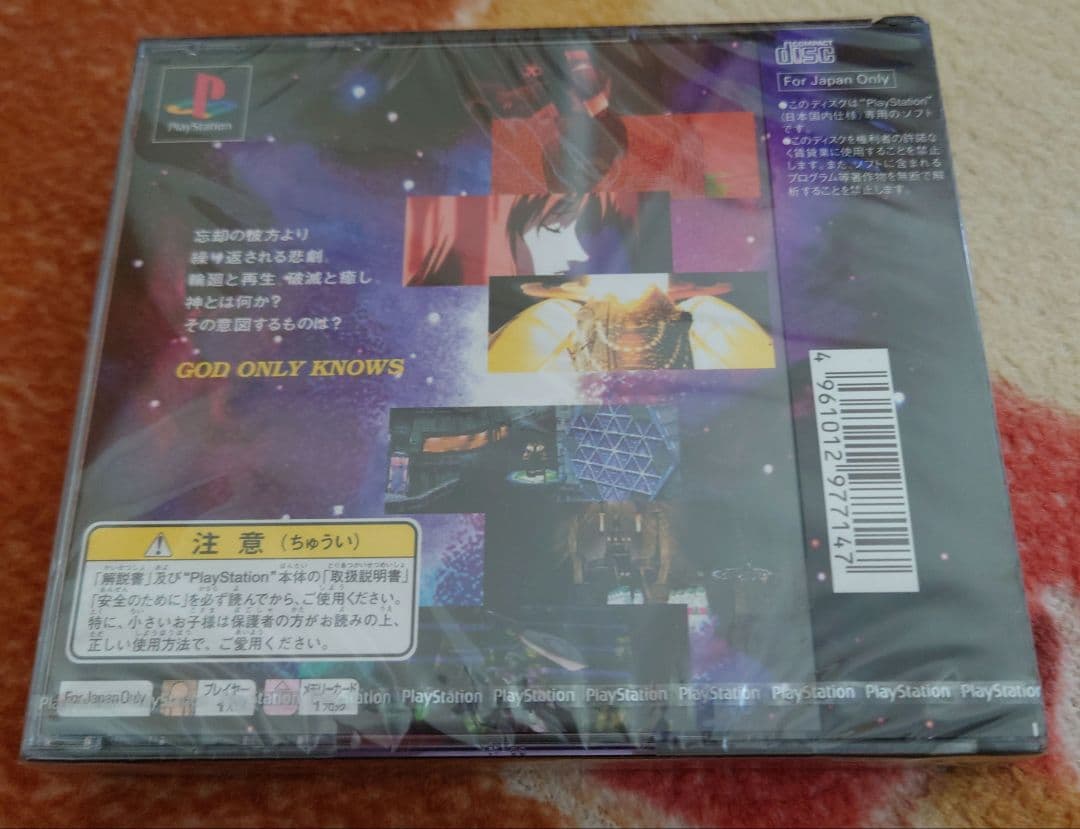 PlayStation
COMPACT
disc
For Japan Only
●このディスクは"PlayStation"
(日本国内仕様)専用のソフト
です。
●このディスクを権利者の許諾な
く賃貸業に使用することを禁止
します。また、ソフトに含まれる
プログラム等著作物を無断で解
析することを禁止します。
忘却の彼方より
繰り返される悲劇。
輪廻と再生 破滅と癒し。
神とは何か?
その意図するものは?
GOD ONLY KNOWS
4 961012 977147
注意 (ちゅうい)
「解説書」及び"PlayStation"本体の「取扱説明書」
「安全のために」を必ず読んでから、ご使用ください。
特に、小さいお子様は保護者の方がお読みの上、
正しい使用方法で、ご愛用ください。
For Japan Only
プレイヤー
1人
メモリーカード
1ブロック
PlayStation PlayStation PlayStation PlayStation PlayStation PlayStation PlayStation